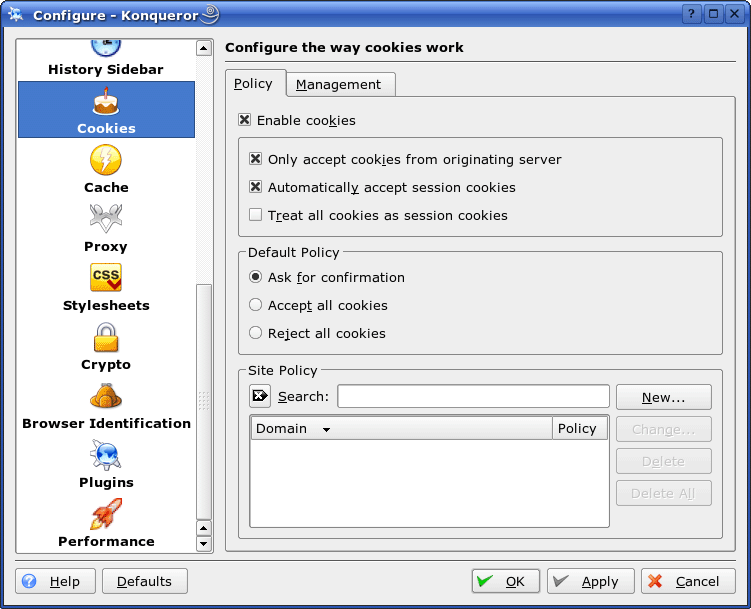 Configure - Konqueror
?
History Sidebar
Cookies
Cache
Proxy
css
Stylesheets
Crypto
Browser Identification
Plugins
Performance
Configure the way cookies work
Policy Management
Enable cookies
Only accept cookies from originating server
Automatically accept session cookies
Treat all cookies as session cookies
Default Policy
Ask for confirmation
Accept all cookies
Reject all cookies
Site Policy
Search:
New...
Domain Policy
Change...
Delete
Delete All
? Help Defaults OK Apply Cancel